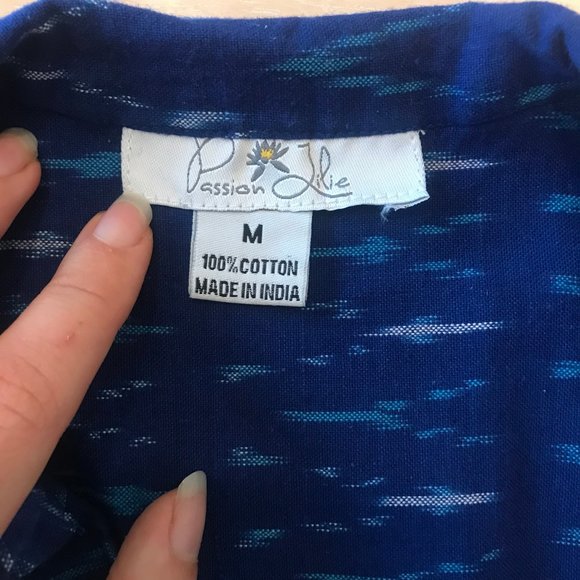 Passion Lilie
M
100% COTTON
MADE IN INDIA